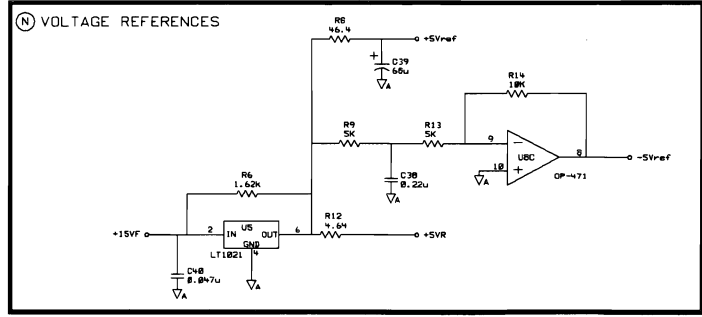 N VOLTAGE REFERENCES
R8
46.4
+5Vref
+
C39
68u
A
R14
10K
R9
5K
R13
5K
9
-
U8C
8
-5Vref
10
+
OP-471
A
C38
0.22u
A
R6
1.62k
+15VF
2
IN
U5
OUT
6
GND
4
LT1021
R12
4.64
+5VR
C40
0.047u
A
A